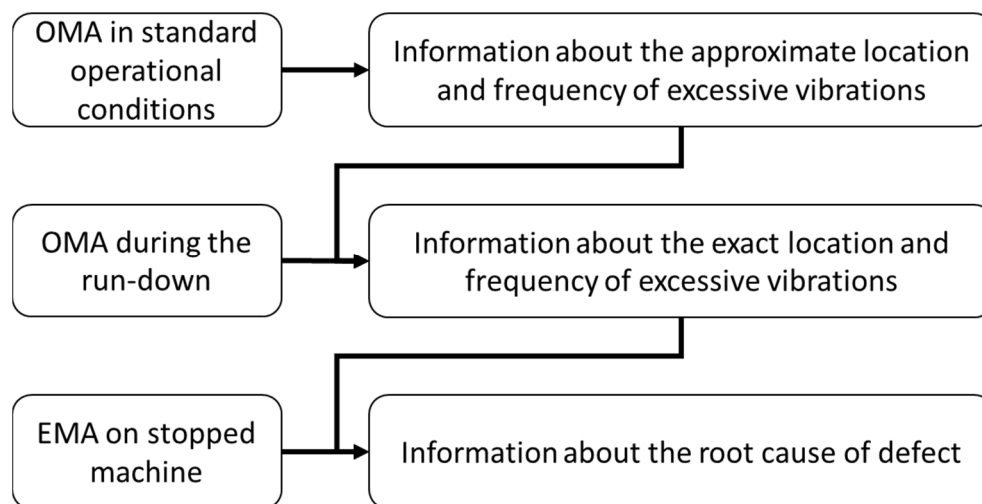 OMA in standard
operational
conditions
Information about the approximate location
and frequency of excessive vibrations
OMA during the
run-down
Information about the exact location and
frequency of excessive vibrations
EMA on stopped
machine
Information about the root cause of defect